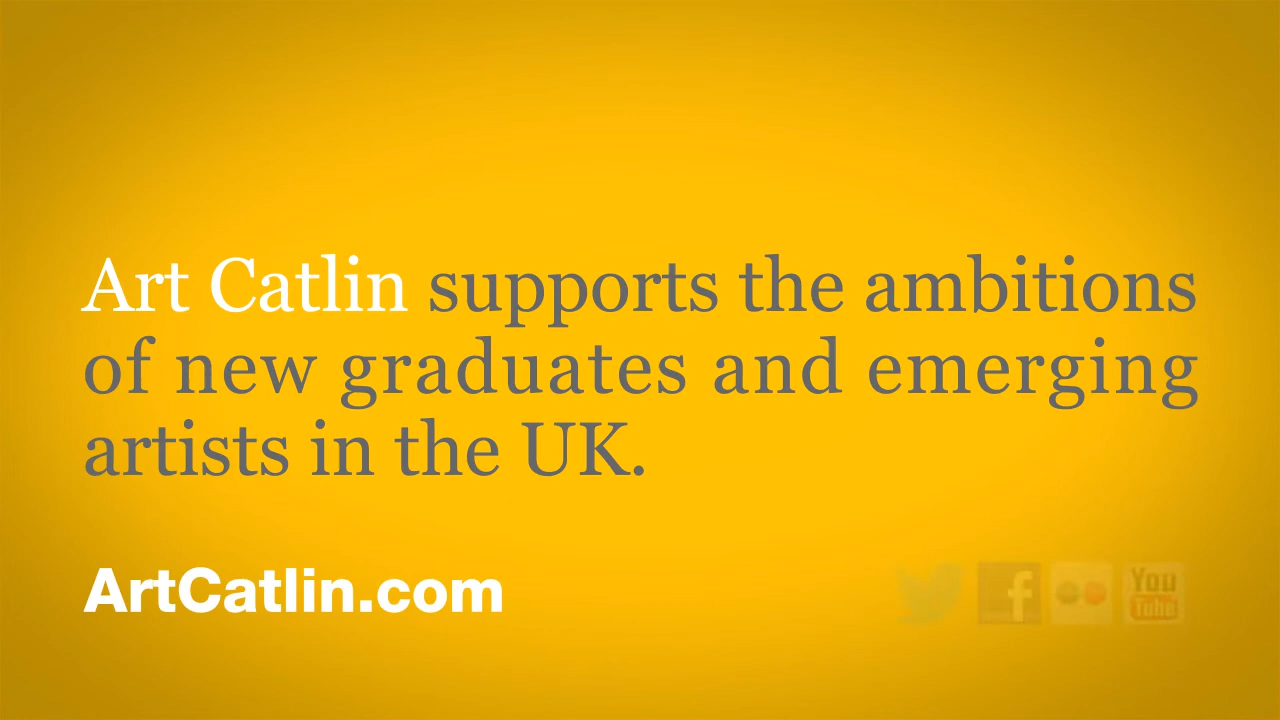 Art Catlin supports the ambitions
of new graduates and emerging
artists in the UK.
ArtCatlin.com
f
You
Tube